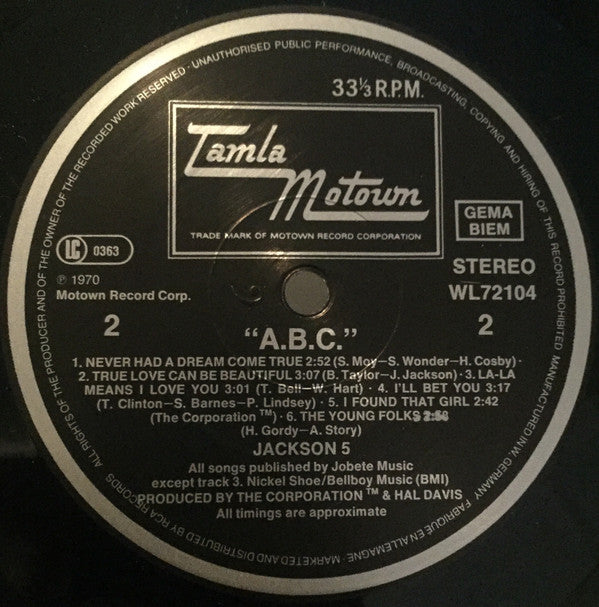 ALL RIGHTS OF THE PRODUCER AND OF THE OWNER OF THE RECORDED WORK RESERVED · UNAUTHORISED PUBLIC PERFORMANCE, BROADCASTING, COPYING AND HIRING OF THIS RECORD PROHIBITED
MANUFACTURED IN W. GERMANY · FABRIQUÉ EN ALLEMAGNE · MARKETED AND DISTRIBUTED BY RCA RECORDS
33⅓ R.P.M.
Tamla
Motown
TRADE MARK OF MOTOWN RECORD CORPORATION
GEMA
BIEM
LC 0363
STEREO
℗ 1970
Motown Record Corp.
WL72104
2
2
“A.B.C.”
1. NEVER HAD A DREAM COME TRUE 2:52 (S. Moy–S. Wonder–H. Cosby) ·
2. TRUE LOVE CAN BE BEAUTIFUL 3:07 (B. Taylor–J. Jackson) · 3. LA-LA
MEANS I LOVE YOU 3:01 (T. Bell–W. Hart) · 4. I'LL BET YOU 3:17
(T. Clinton–S. Barnes–P. Lindsey) · 5. I FOUND THAT GIRL 2:42
(The Corporation ™) · 6. THE YOUNG FOLKS
(H. Gordy–A. Story)
JACKSON 5
All songs published by Jobete Music
except track 3. Nickel Shoe/Bellboy Music (BMI)
PRODUCED BY THE CORPORATION ™ & HAL DAVIS
All timings are approximate